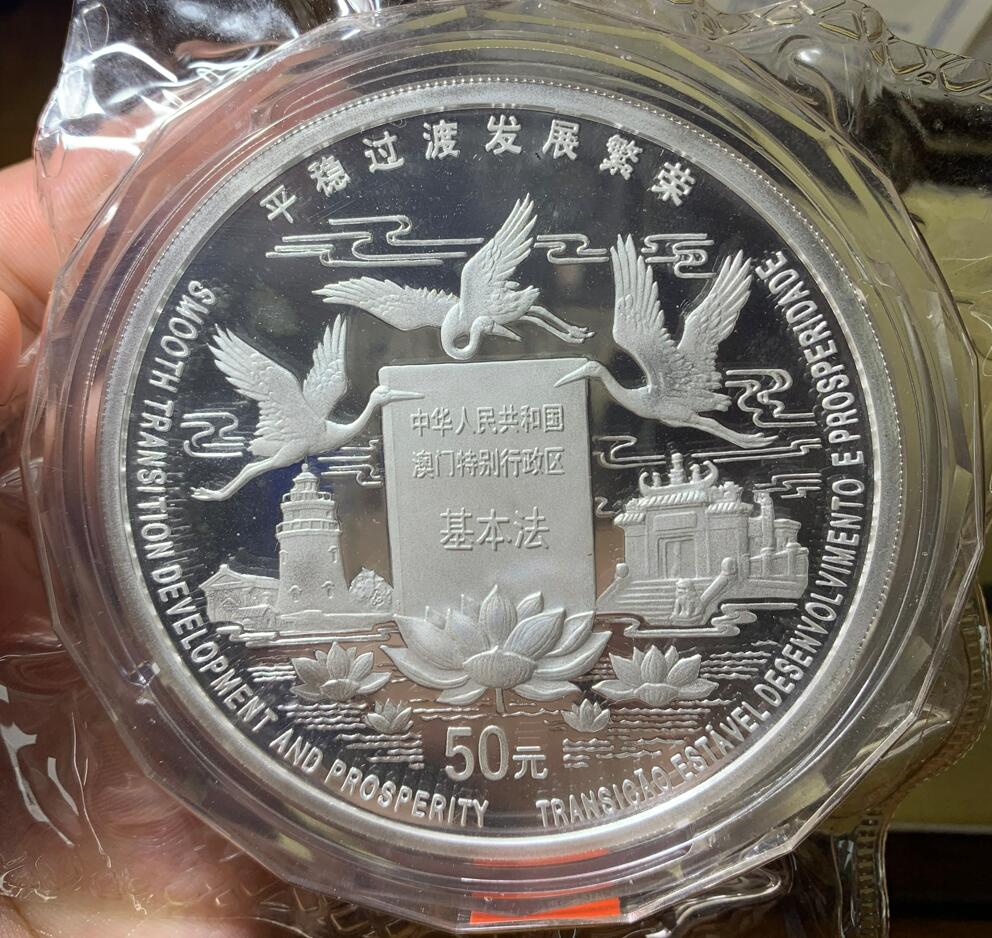 平稳过渡发展繁荣
中华人民共和国
澳门特别行政区
基本法
50元
SMOOTH TRANSITION DEVELOPMENT AND PROSPERITY
TRANSICÃO ESTÁVEL DESENVOLVIMENTO E PROSPERIDADE